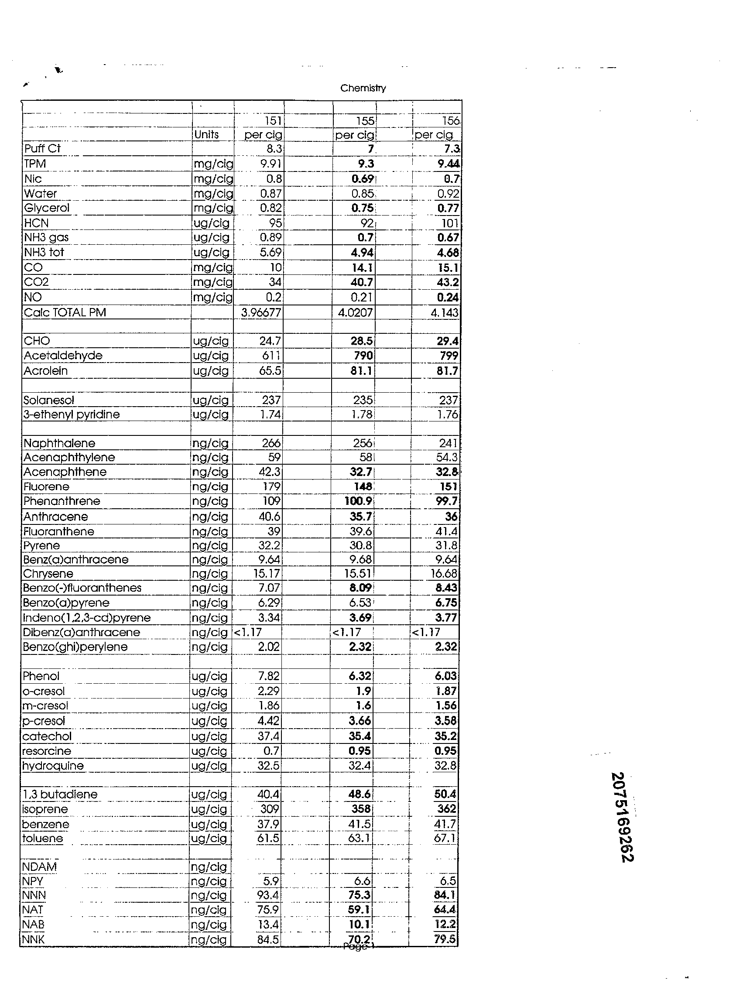 Chemistry
151 155 156
Units per cig per cig per cig
Puff Ct 8.3 7 7.3
TPM mg/cig 9.91 9.3 9.44
Nic mg/cig 0.8 0.69 0.7
Water mg/cig 0.87 0.85 0.92
Glycerol mg/cig 0.82 0.75 0.77
HCN ug/cig 95 92 101
NH3 gas ug/cig 0.89 0.7 0.67
NH3 tot ug/cig 5.69 4.94 4.68
CO mg/cig 10 14.1 15.1
CO2 mg/cig 34 40.7 43.2
NO mg/cig 0.2 0.21 0.24
Calc TOTAL PM 3.96677 4.0207 4.143
CHO ug/cig 24.7 28.5 29.4
Acetaldehyde ug/cig 611 790 799
Acrolein ug/cig 65.5 81.1 81.7
Solanesol ug/cig 237 235 237
3-ethenyl pyridine ug/cig 1.74 1.78 1.76
Naphthalene ng/cig 266 256 241
Acenaphthylene ng/cig 59 58 54.3
Acenaphthene ng/cig 42.3 32.7 32.8
Fluorene ng/cig 179 148 151
Phenanthrene ng/cig 109 100.9 99.7
Anthracene ng/cig 40.6 35.7 36
Fluoranthene ng/cig 39 39.6 41.4
Pyrene ng/cig 32.2 30.8 31.8
Benz(a)anthracene ng/cig 9.64 9.68 9.64
Chrysene ng/cig 15.17 15.51 16.68
Benzo(-)fluoranthenes ng/cig 7.07 8.09 8.43
Benzo(a)pyrene ng/cig 6.29 6.53 6.75
Indeno(1,2,3-cd)pyrene ng/cig 3.34 3.69 3.77
Dibenz(a)anthracene ng/cig <1.17 <1.17 <1.17
Benzo(ghi)perylene ng/cig 2.02 2.32 2.32
Phenol ug/cig 7.82 6.32 6.03
o-cresol ug/cig 2.29 1.9 1.87
m-cresol ug/cig 1.86 1.6 1.56
p-cresol ug/cig 4.42 3.66 3.58
catechol ug/cig 37.4 35.4 35.2
resorcine ug/cig 0.7 0.95 0.95
hydroquine ug/cig 32.5 32.4 32.8
1,3 butadiene ug/cig 40.4 48.6 50.4
isoprene ug/cig 309 358 362
benzene ug/cig 37.9 41.5 41.7
toluene ug/cig 61.5 63.1 67.1
NDAM ng/cig
NPY ng/cig 5.9 6.6 6.5
NNN ng/cig 93.4 75.3 84.1
NAT ng/cig 75.9 59.1 64.4
NAB ng/cig 13.4 10.1 12.2
NNK ng/cig 84.5 70.2 79.5
2075169262